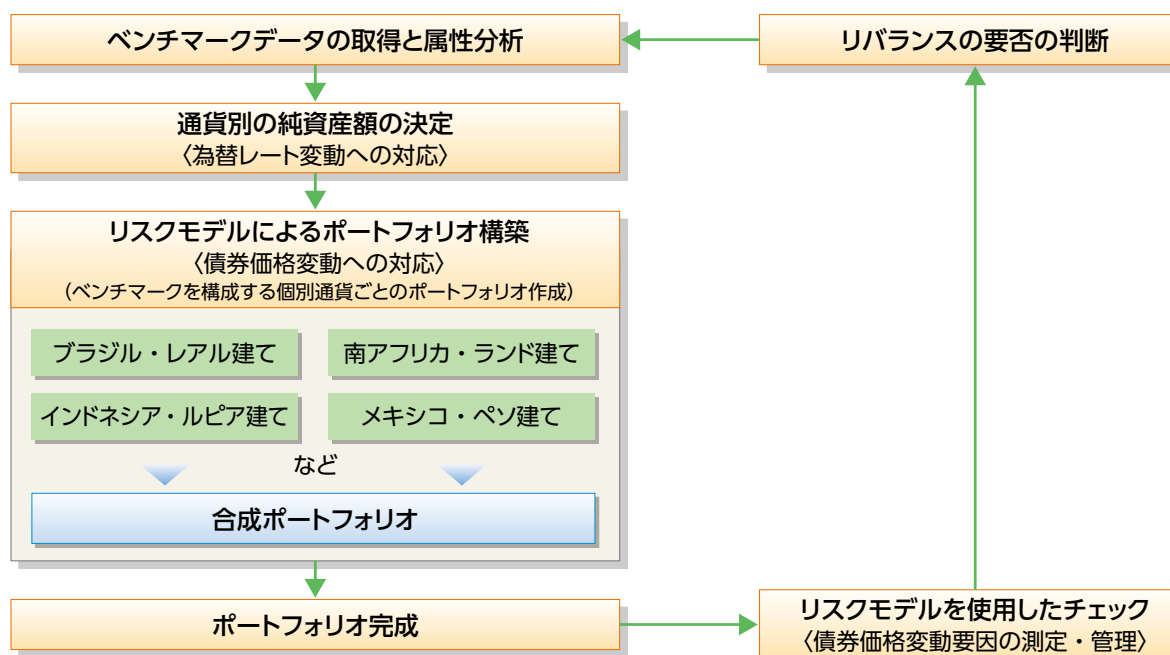 ベンチマークデータの取得と属性分析
リバランスの要否の判断
通貨別の純資産額の決定
〈為替レート変動への対応〉
リスクモデルによるポートフォリオ構築
〈債券価格変動への対応〉
(ベンチマークを構成する個別通貨ごとのポートフォリオ作成)
ブラジル・レアル建て
南アフリカ・ランド建て
インドネシア・ルピア建て
メキシコ・ペソ建て
など
合成ポートフォリオ
ポートフォリオ完成
リスクモデルを使用したチェック
〈債券価格変動要因の測定・管理〉